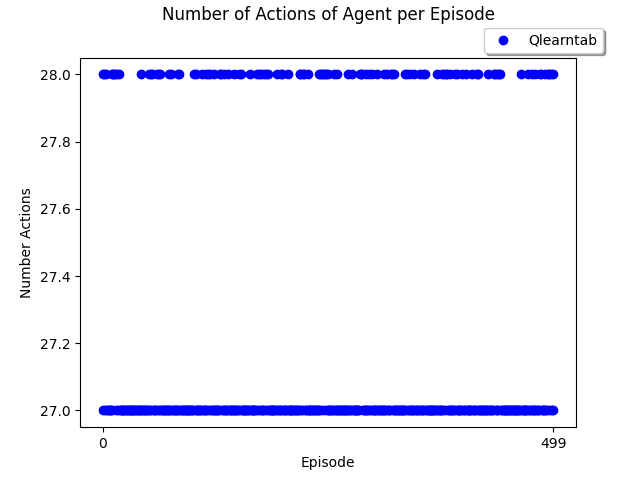 Number of Actions of Agent per Episode
Qlearntab
28.0
27.8
27.6
27.4
27.2
27.0
Number Actions
0 499
Episode